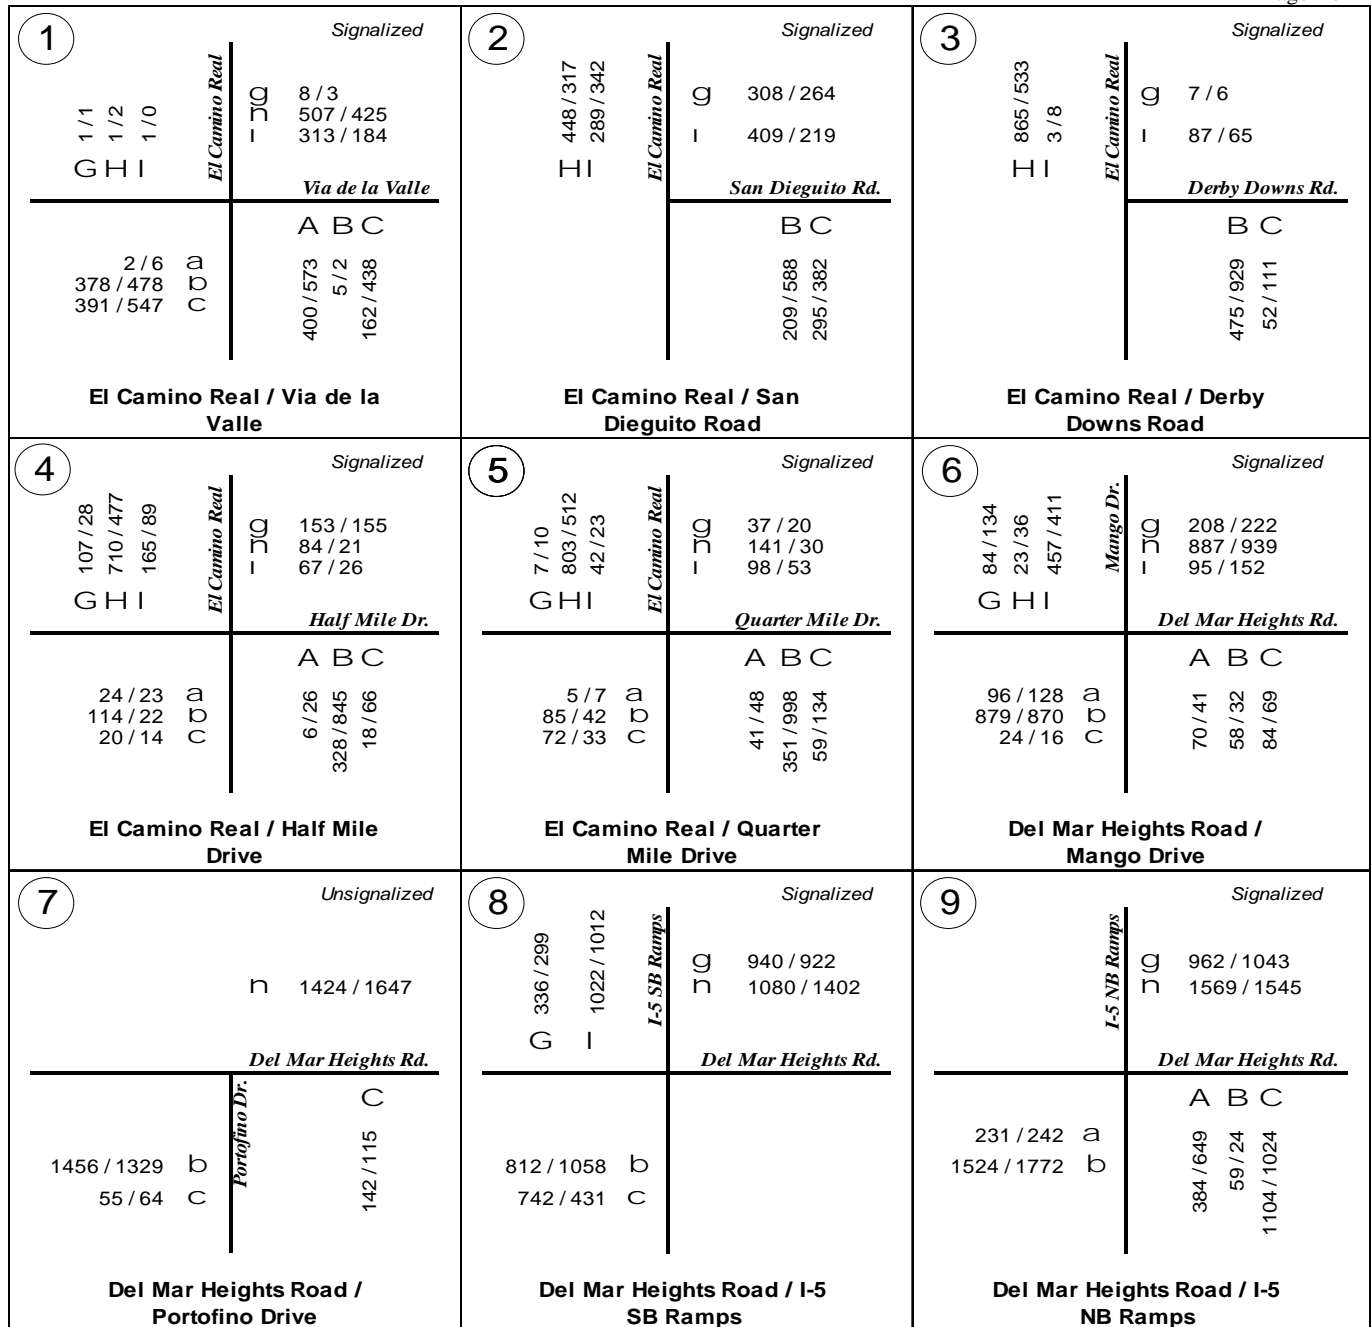 1
Signalized
1 / 1
1 / 2
1 / 0
G H I
El Camino Real
g 8 / 3
h 507 / 425
i 313 / 184
Via de la Valle
2 / 6 a
378 / 478 b
391 / 547 c
A B C
400 / 573
5 / 2
162 / 438
El Camino Real / Via de la
Valle
2
Signalized
448 / 317
289 / 342
H I
El Camino Real
g 308 / 264
i 409 / 219
San Dieguito Rd.
B C
209 / 588
295 / 382
El Camino Real / San
Dieguito Road
3
Signalized
865 / 533
3 / 8
H I
El Camino Real
g 7 / 6
i 87 / 65
Derby Downs Rd.
B C
475 / 929
52 / 111
El Camino Real / Derby
Downs Road
4
Signalized
107 / 28
710 / 477
165 / 89
G H I
El Camino Real
g 153 / 155
h 84 / 21
i 67 / 26
Half Mile Dr.
24 / 23 a
114 / 22 b
20 / 14 c
A B C
6 / 26
328 / 845
18 / 66
El Camino Real / Half Mile
Drive
5
Signalized
7 / 10
803 / 512
42 / 23
G H I
El Camino Real
g 37 / 20
h 141 / 30
i 98 / 53
Quarter Mile Dr.
5 / 7 a
85 / 42 b
72 / 33 c
A B C
41 / 48
351 / 998
59 / 134
El Camino Real / Quarter
Mile Drive
6
Signalized
84 / 134
23 / 36
457 / 411
G H I
Mango Dr.
g 208 / 222
h 887 / 939
i 95 / 152
Del Mar Heights Rd.
96 / 128 a
879 / 870 b
24 / 16 c
A B C
70 / 41
58 / 32
84 / 69
Del Mar Heights Road /
Mango Drive
7
Unsignalized
h 1424 / 1647
Del Mar Heights Rd.
Portofino Dr.
1456 / 1329 b
55 / 64 c
C
142 / 115
Del Mar Heights Road /
Portofino Drive
8
Signalized
336 / 299
1022 / 1012
G I
I-5 SB Ramps
g 940 / 922
h 1080 / 1402
Del Mar Heights Rd.
812 / 1058 b
742 / 431 c
Del Mar Heights Road / I-5
SB Ramps
9
Signalized
I-5 NB Ramps
g 962 / 1043
h 1569 / 1545
Del Mar Heights Rd.
231 / 242 a
1524 / 1772 b
A B C
384 / 649
59 / 24
1104 / 1024
Del Mar Heights Road / I-5
NB Ramps